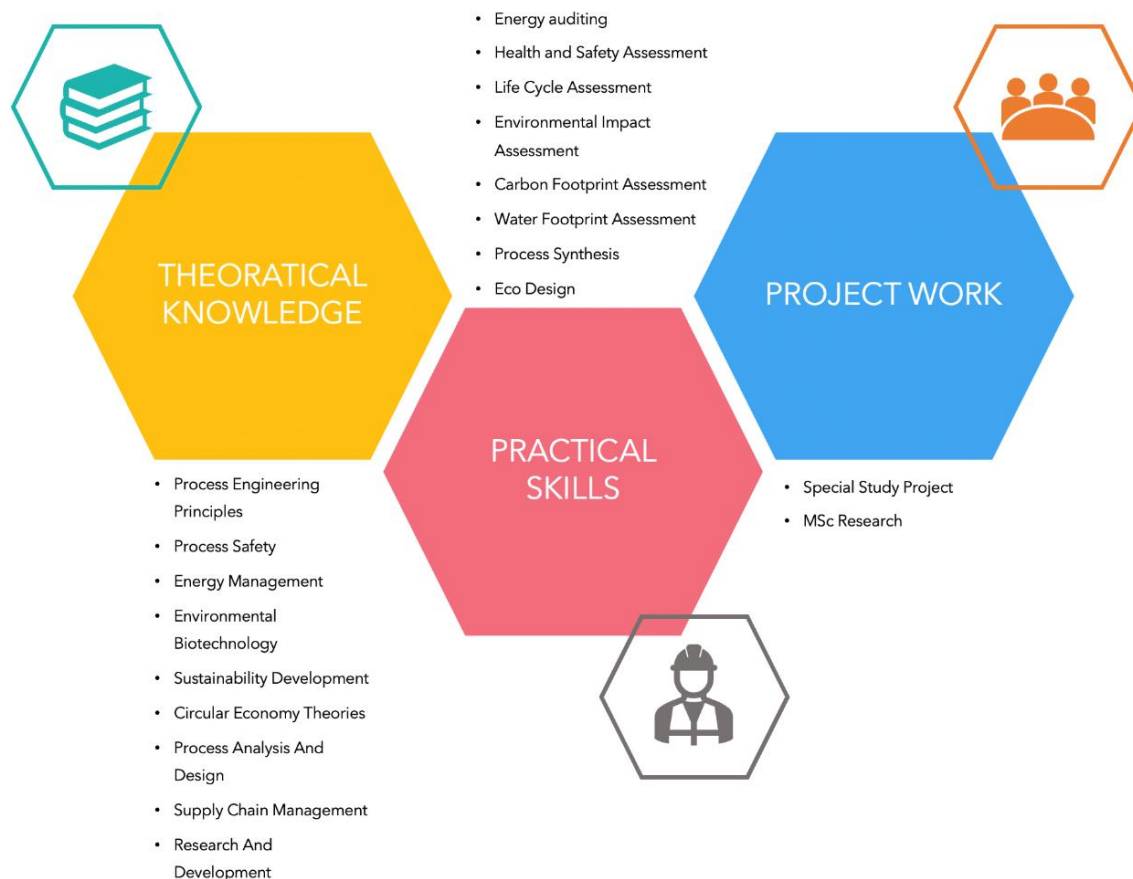 • Energy auditing
• Health and Safety Assessment
• Life Cycle Assessment
• Environmental Impact
Assessment
• Carbon Footprint Assessment
• Water Footprint Assessment
• Process Synthesis
• Eco Design
THEORATICAL
KNOWLEDGE
PROJECT WORK
PRACTICAL
SKILLS
• Process Engineering
Principles
• Process Safety
• Energy Management
• Environmental
Biotechnology
• Sustainability Development
• Circular Economy Theories
• Process Analysis And
Design
• Supply Chain Management
• Research And
Development
• Special Study Project
• MSc Research